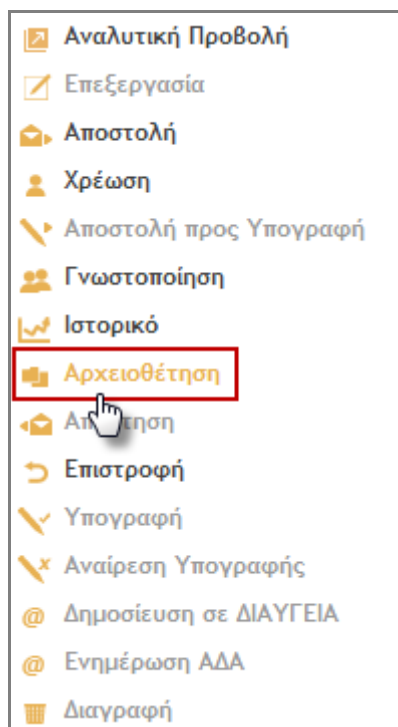 Αναλυτική Προβολή
Επεξεργασία
Αποστολή
Χρέωση
Αποστολή προς Υπογραφή
Γνωστοποίηση
Ιστορικό
Αρχειοθέτηση
Επιστροφή
Υπογραφή
Αναίρεση Υπογραφής
@ Δημοσίευση σε ΔΙΑΥΓΕΙΑ
@ Ενημέρωση ΑΔΑ
Διαγραφή